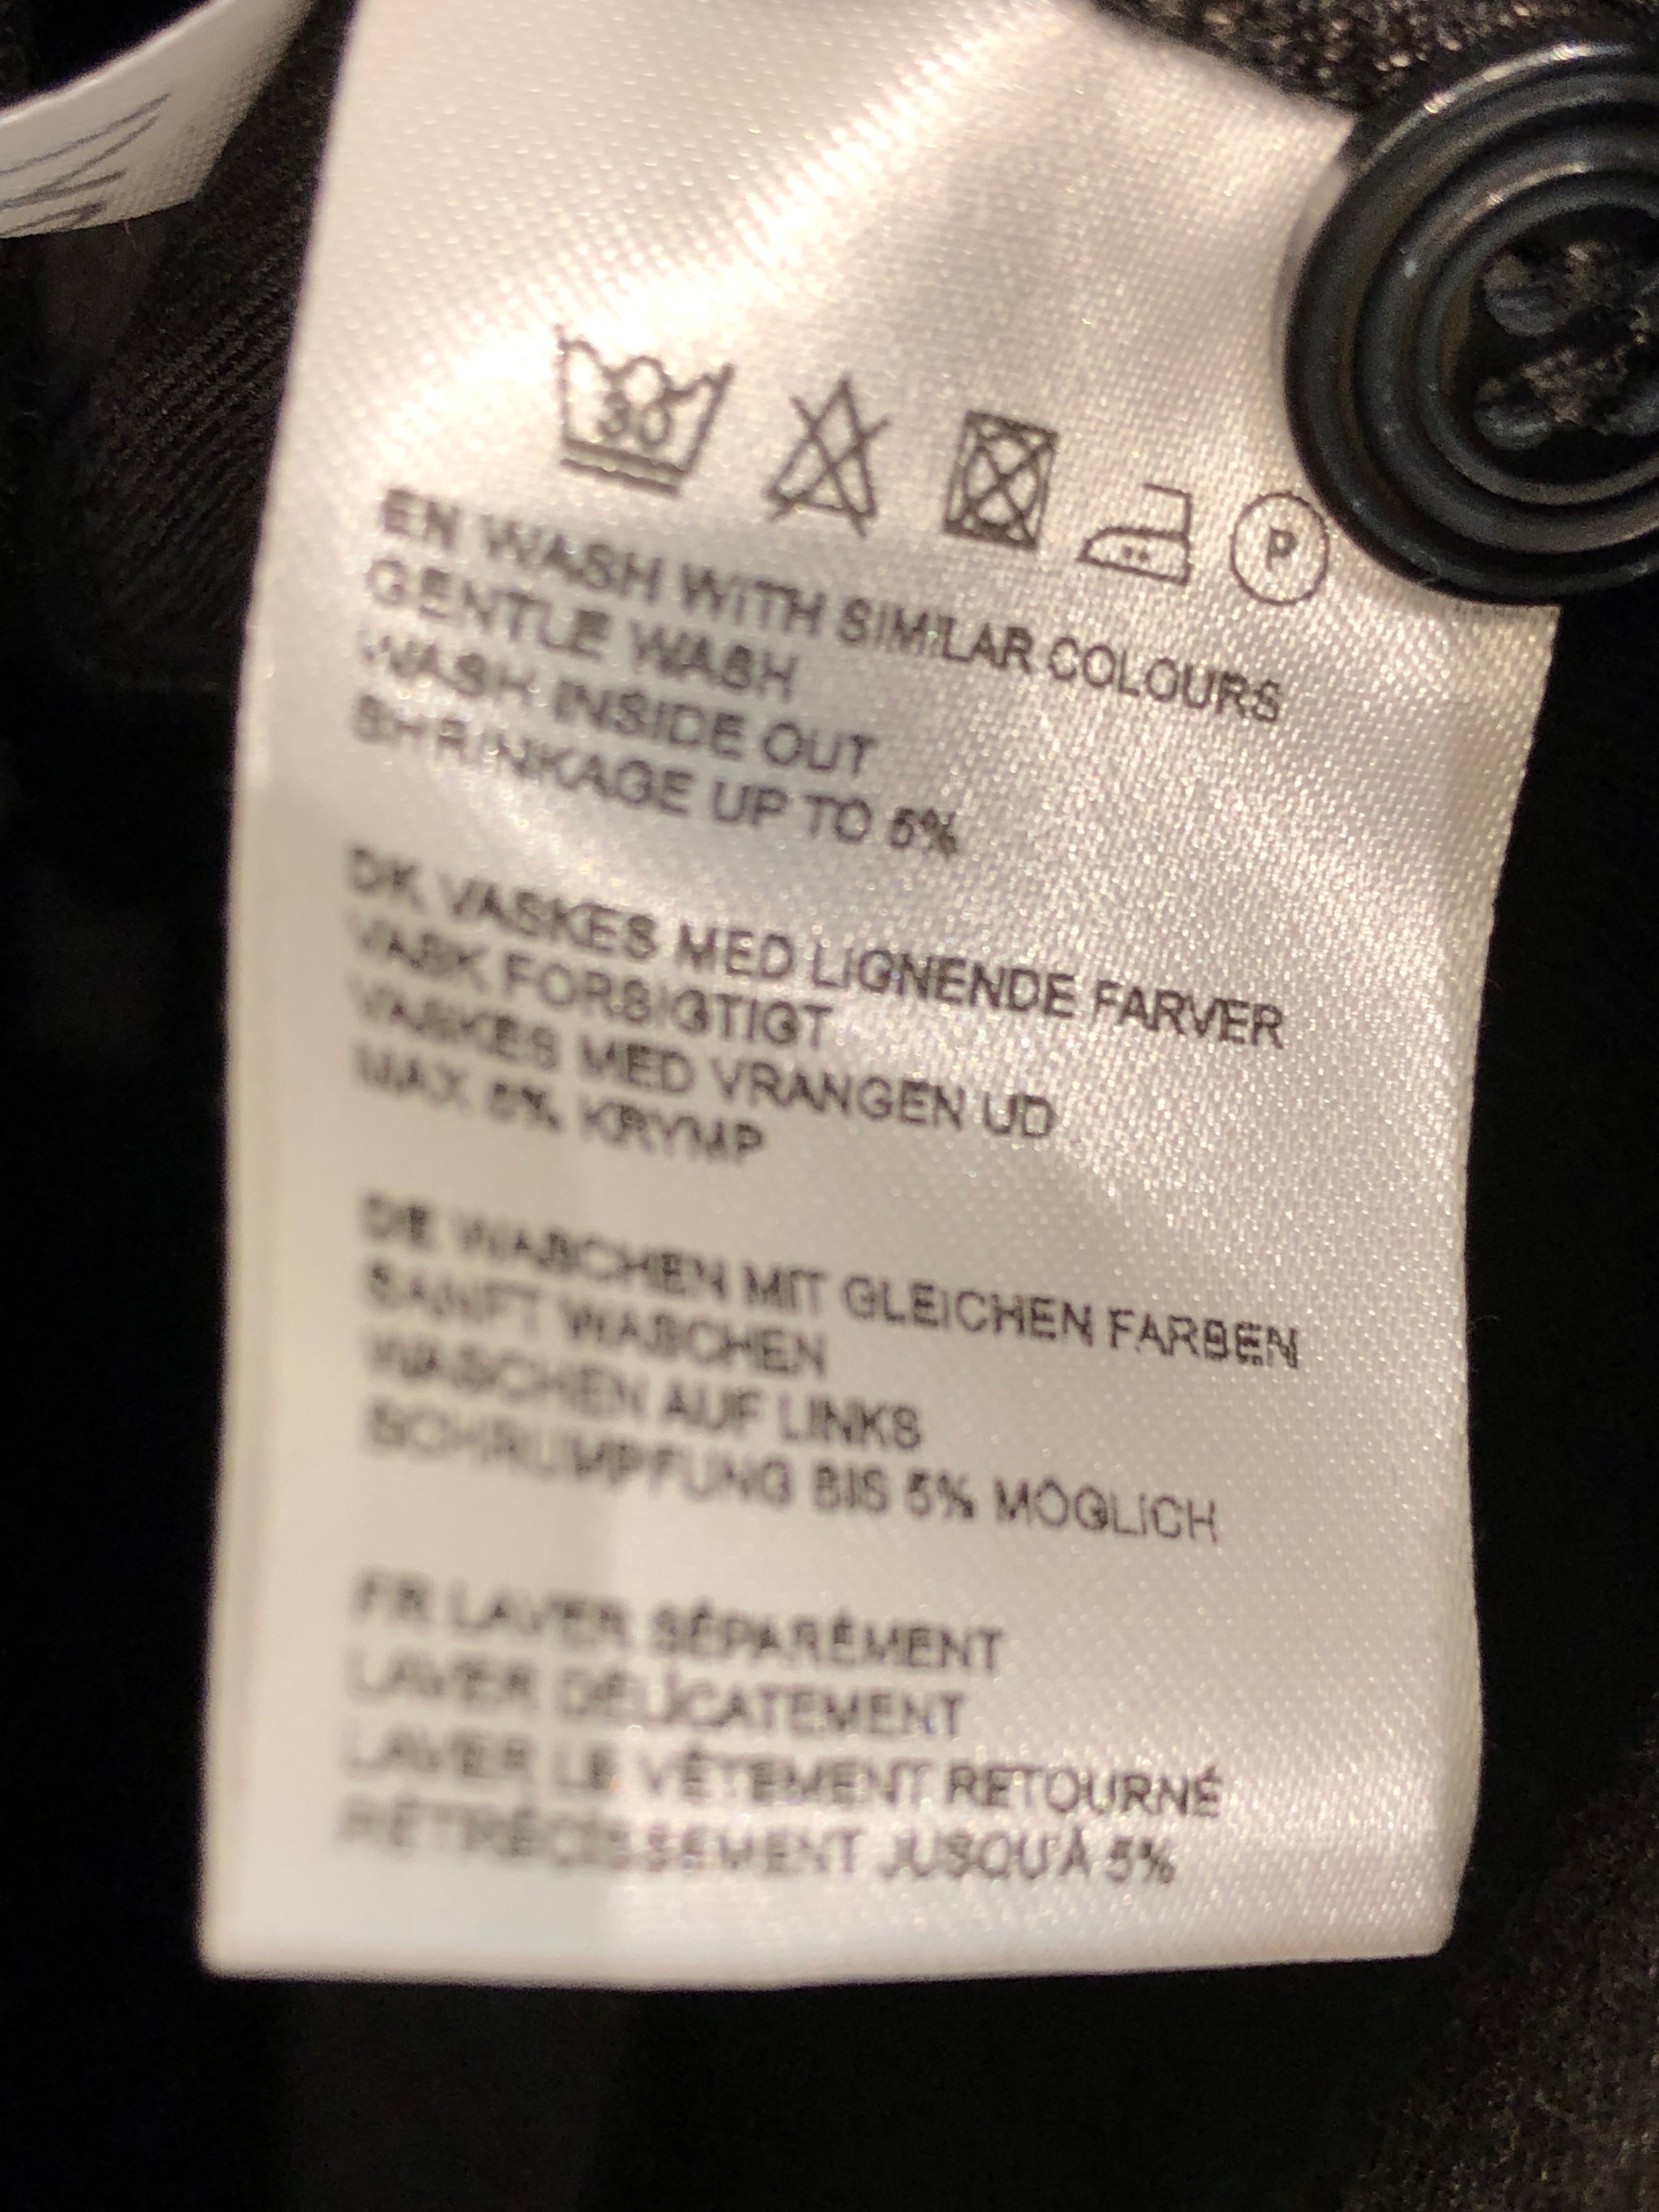 30
P
EN WASH WITH SIMILAR COLOURS
GENTLE WASH
WASH INSIDE OUT
SHRINKAGE UP TO 5%
DK VASKES MED LIGNENDE FARVER
VASK FORSIGTIGT
VASKES MED VRANGEN UD
MAX 5% KRYMP
DE WASCHEN MIT GLEICHEN FARBEN
SANFT WASCHEN
WASCHEN AUF LINKS
SCHRUMPFUNG BIS 5% MÖGLICH
FR LAVER SÉPARÉMENT
LAVER DÉLICATEMENT
LAVER LE VÊTEMENT RETOURNÉ
RÉTRÉCISSEMENT JUSQU'À 5%